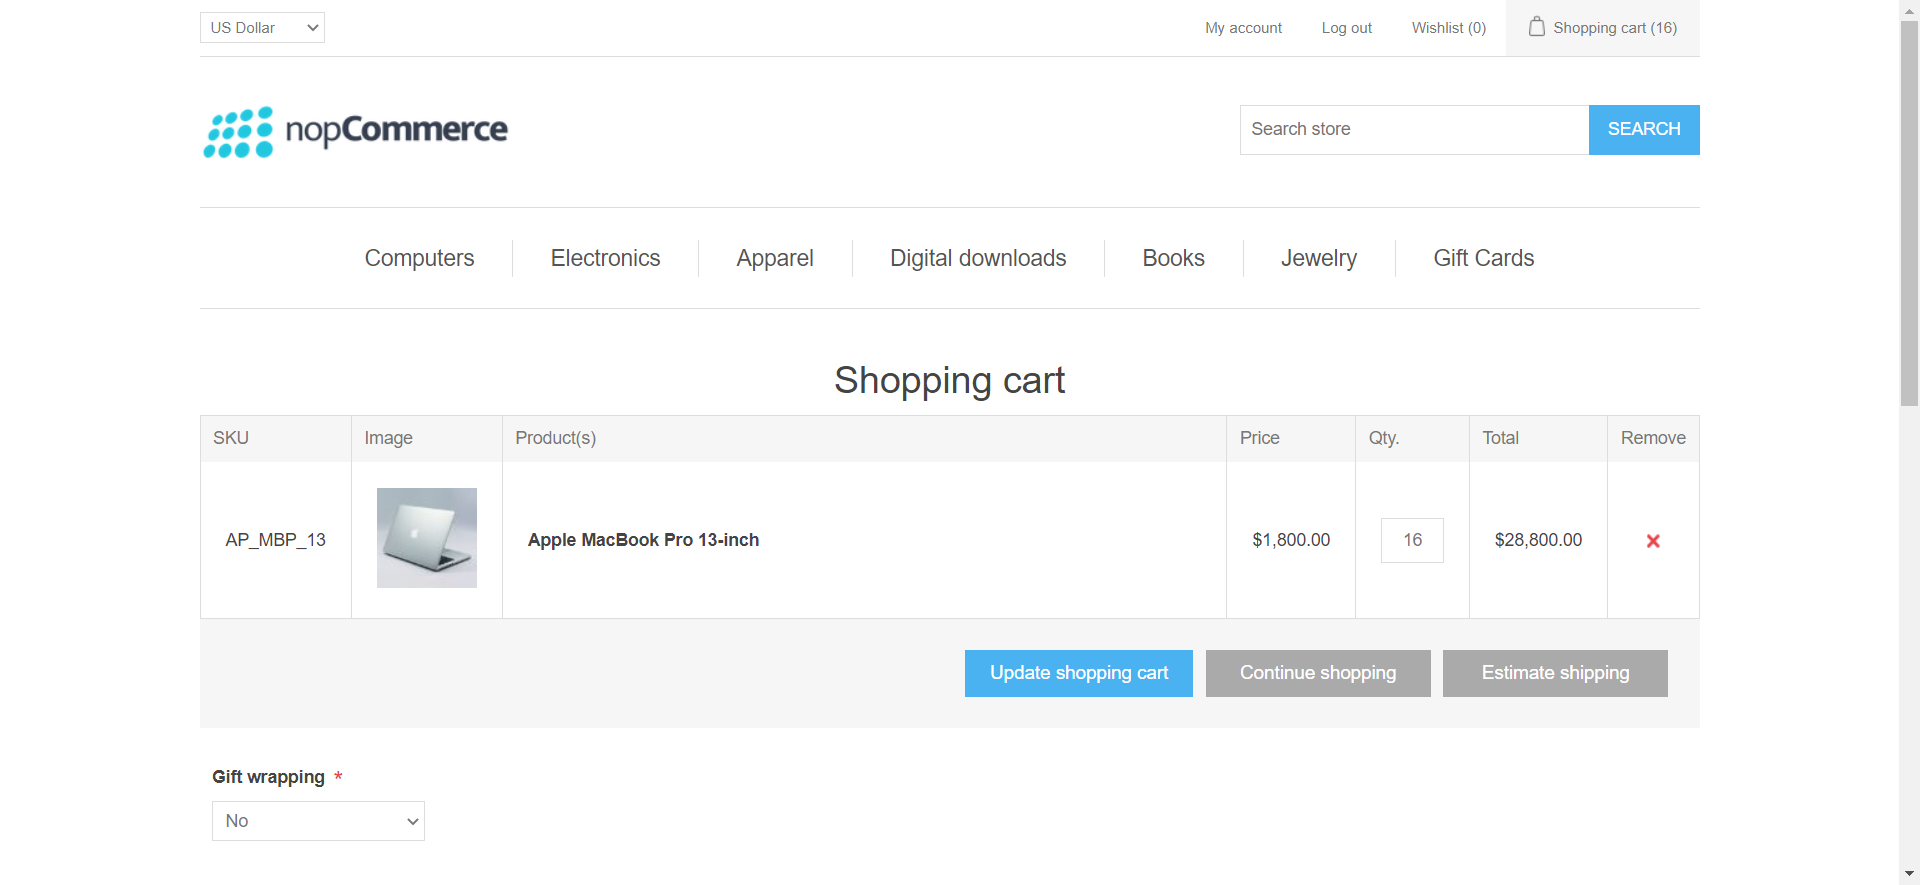 US Dollar
My account
Log out
Wishlist (0)
Shopping cart (16)
nopCommerce
Search store
SEARCH
Computers
Electronics
Apparel
Digital downloads
Books
Jewelry
Gift Cards
Shopping cart
SKU
Image
Product(s)
Price
Qty.
Total
Remove
AP_MBP_13
Apple MacBook Pro 13-inch
$1,800.00
16
$28,800.00
Update shopping cart
Continue shopping
Estimate shipping
Gift wrapping *
No